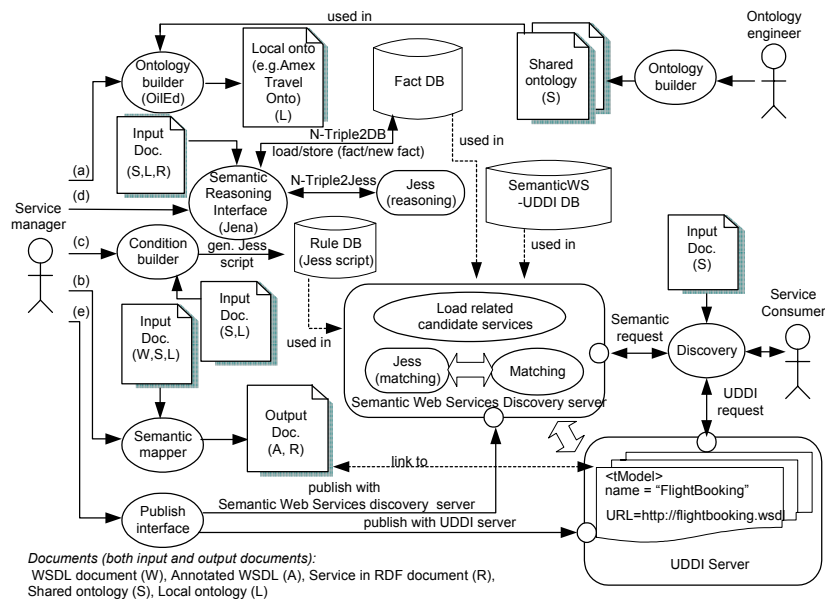 used in
Ontology
engineer
Ontology
builder
(OilEd)
Local onto
(e.g.Amex
Travel
Onto)
(L)
Fact DB
Shared
ontology
(S)
Ontology
builder
Input
Doc.
(S,L,R)
N-Triple2DB
load/store (fact/new fact)
used in
(a)
(d)
Semantic
Reasoning
Interface
(Jena)
N-Triple2Jess
Jess
(reasoning)
SemanticWS
-UDDI DB
Service
manager
(c)
Condition
builder
gen. Jess
script
Rule DB
(Jess script)
used in
Input
Doc.
(S)
(b)
(e)
Input
Doc.
(W,S,L)
Input
Doc.
(S,L)
used in
Load related
candidate services
Semantic
request
Service
Consumer
Discovery
Jess
(matching)
Matching
Semantic Web Services Discovery server
UDDI
request
Semantic
mapper
Output
Doc.
(A, R)
link to
<tModel>
name = “FlightBooking”
URL=http://flightbooking.wsdl
UDDI Server
Publish
interface
publish with
Semantic Web Services discovery server
publish with UDDI server
Documents (both input and output documents):
WSDL document (W), Annotated WSDL (A), Service in RDF document (R),
Shared ontology (S), Local ontology (L)